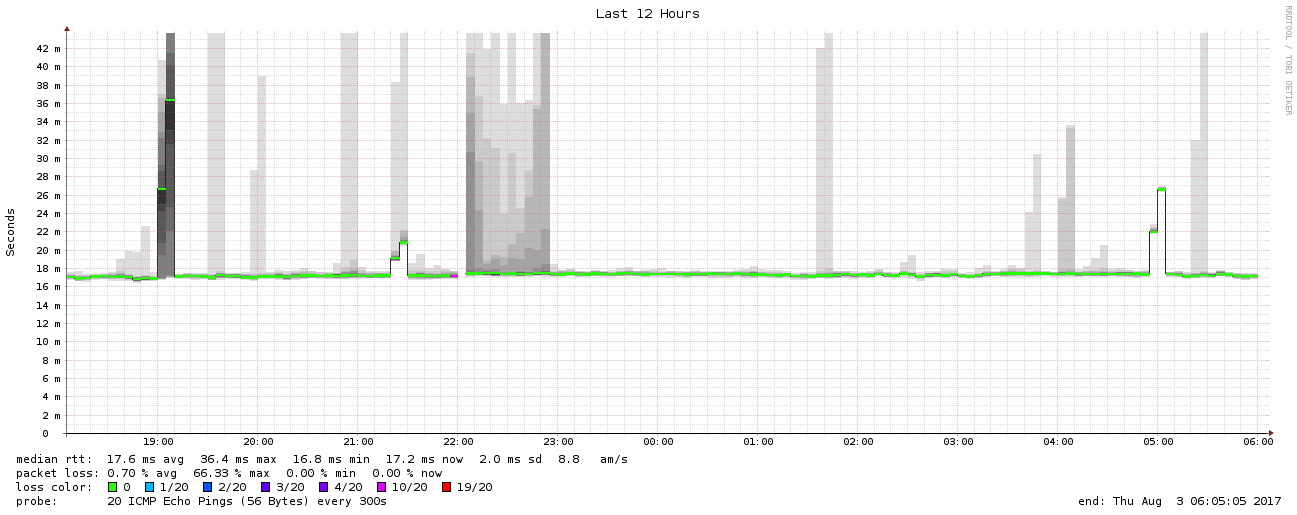 Last 12 Hours
RRDTOOL / TOBI OETIKER
Seconds
42 m
40 m
38 m
36 m
34 m
32 m
30 m
28 m
26 m
24 m
22 m
20 m
18 m
16 m
14 m
12 m
10 m
8 m
6 m
4 m
2 m
0
19:00 20:00 21:00 22:00 23:00 00:00 01:00 02:00 03:00 04:00 05:00 06:00
median rtt: 17.6 ms avg 36.4 ms max 16.8 ms min 17.2 ms now 2.0 ms sd 8.8 am/s
packet loss: 0.70 % avg 66.33 % max 0.00 % min 0.00 % now
loss color: 0 1/20 2/20 3/20 4/20 10/20 19/20
probe: 20 ICMP Echo Pings (56 Bytes) every 300s end: Thu Aug 3 06:05:05 2017